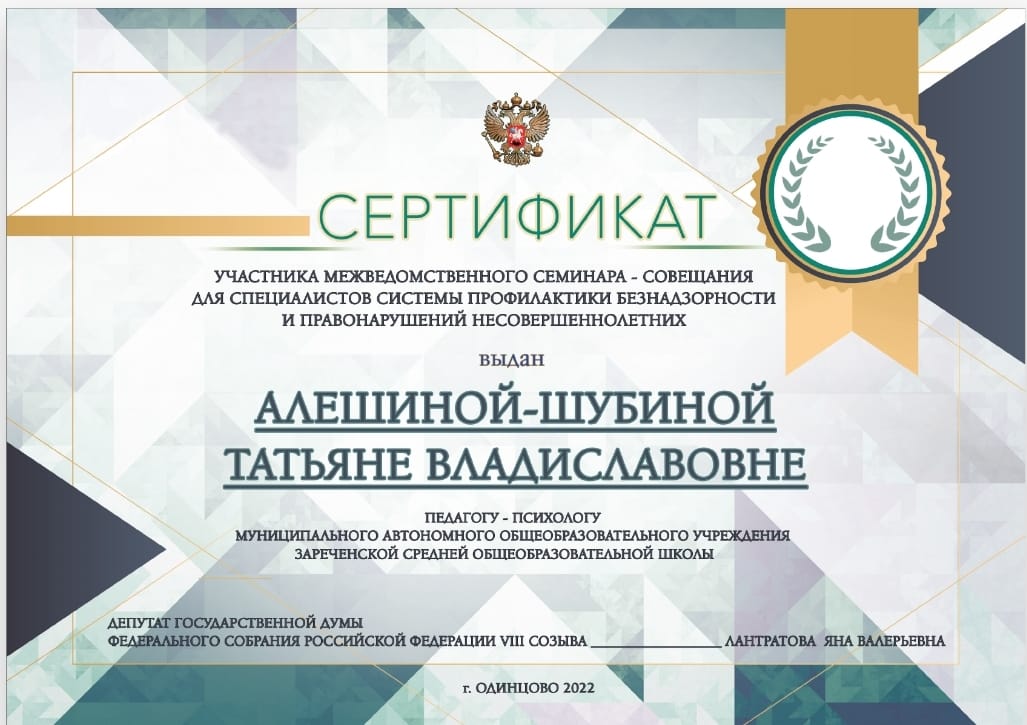 СЕРТИФИКАТ
УЧАСТНИКА МЕЖВЕДОМСТВЕННОГО СЕМИНАРА - СОВЕЩАНИЯ
ДЛЯ СПЕЦИАЛИСТОВ СИСТЕМЫ ПРОФИЛАКТИКИ БЕЗНАДЗОРНОСТИ
И ПРАВОНАРУШЕНИЙ НЕСОВЕРШЕННОЛЕТНИХ
выдан
АЛЕШИНОЙ-ШУБИНОЙ
ТАТЬЯНЕ ВЛАДИСЛАВОВНЕ
ПЕДАГОГУ - ПСИХОЛОГУ
МУНИЦИПАЛЬНОГО АВТОНОМНОГО ОБЩЕОБРАЗОВАТЕЛЬНОГО УЧРЕЖДЕНИЯ
ЗАРЕЧЕНСКОЙ СРЕДНЕЙ ОБЩЕОБРАЗОВАТЕЛЬНОЙ ШКОЛЫ
ДЕПУТАТ ГОСУДАРСТВЕННОЙ ДУМЫ
ФЕДЕРАЛЬНОГО СОБРАНИЯ РОССИЙСКОЙ ФЕДЕРАЦИИ VIII СОЗЫВА ________________ ЛАНТРАТОВА ЯНА ВАЛЕРЬЕВНА
г. ОДИНЦОВО 2022